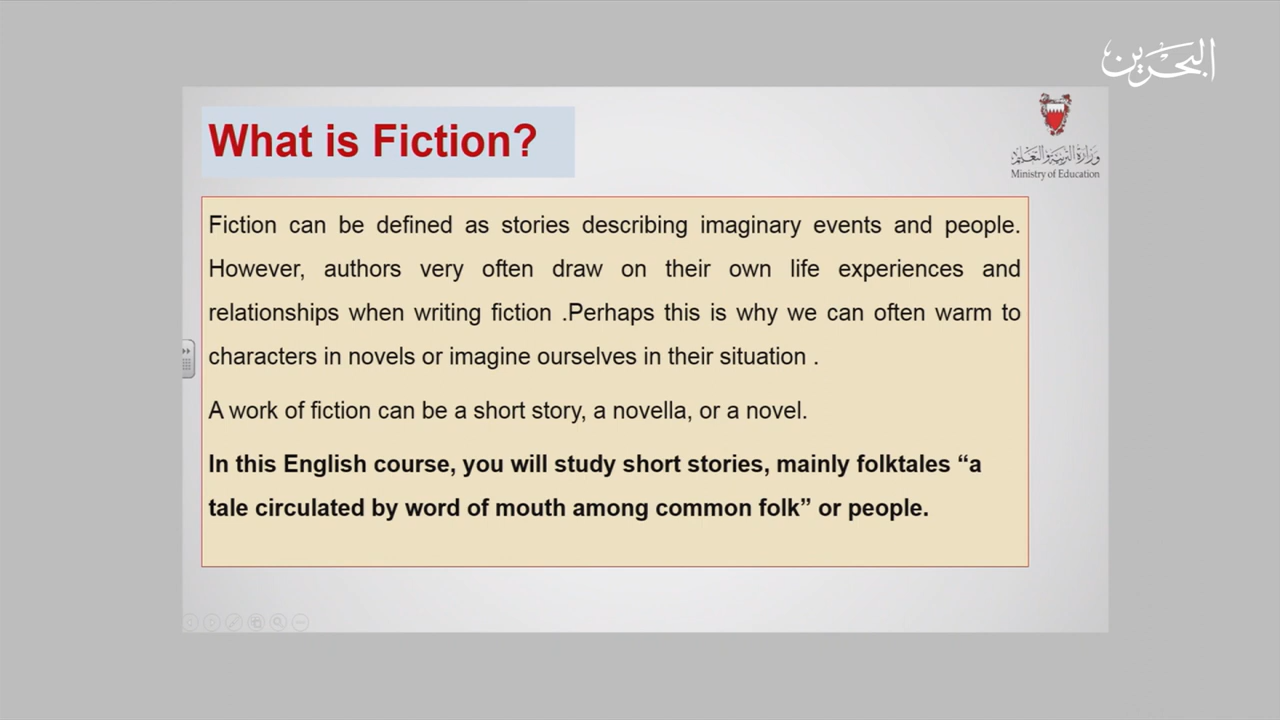 البحرين
What is Fiction?
وزارة التربية والتعليم
Ministry of Education
Fiction can be defined as stories describing imaginary events and people.
However, authors very often draw on their own life experiences and
relationships when writing fiction .Perhaps this is why we can often warm to
characters in novels or imagine ourselves in their situation .
A work of fiction can be a short story, a novella, or a novel.
In this English course, you will study short stories, mainly folktales “a
tale circulated by word of mouth among common folk” or people.